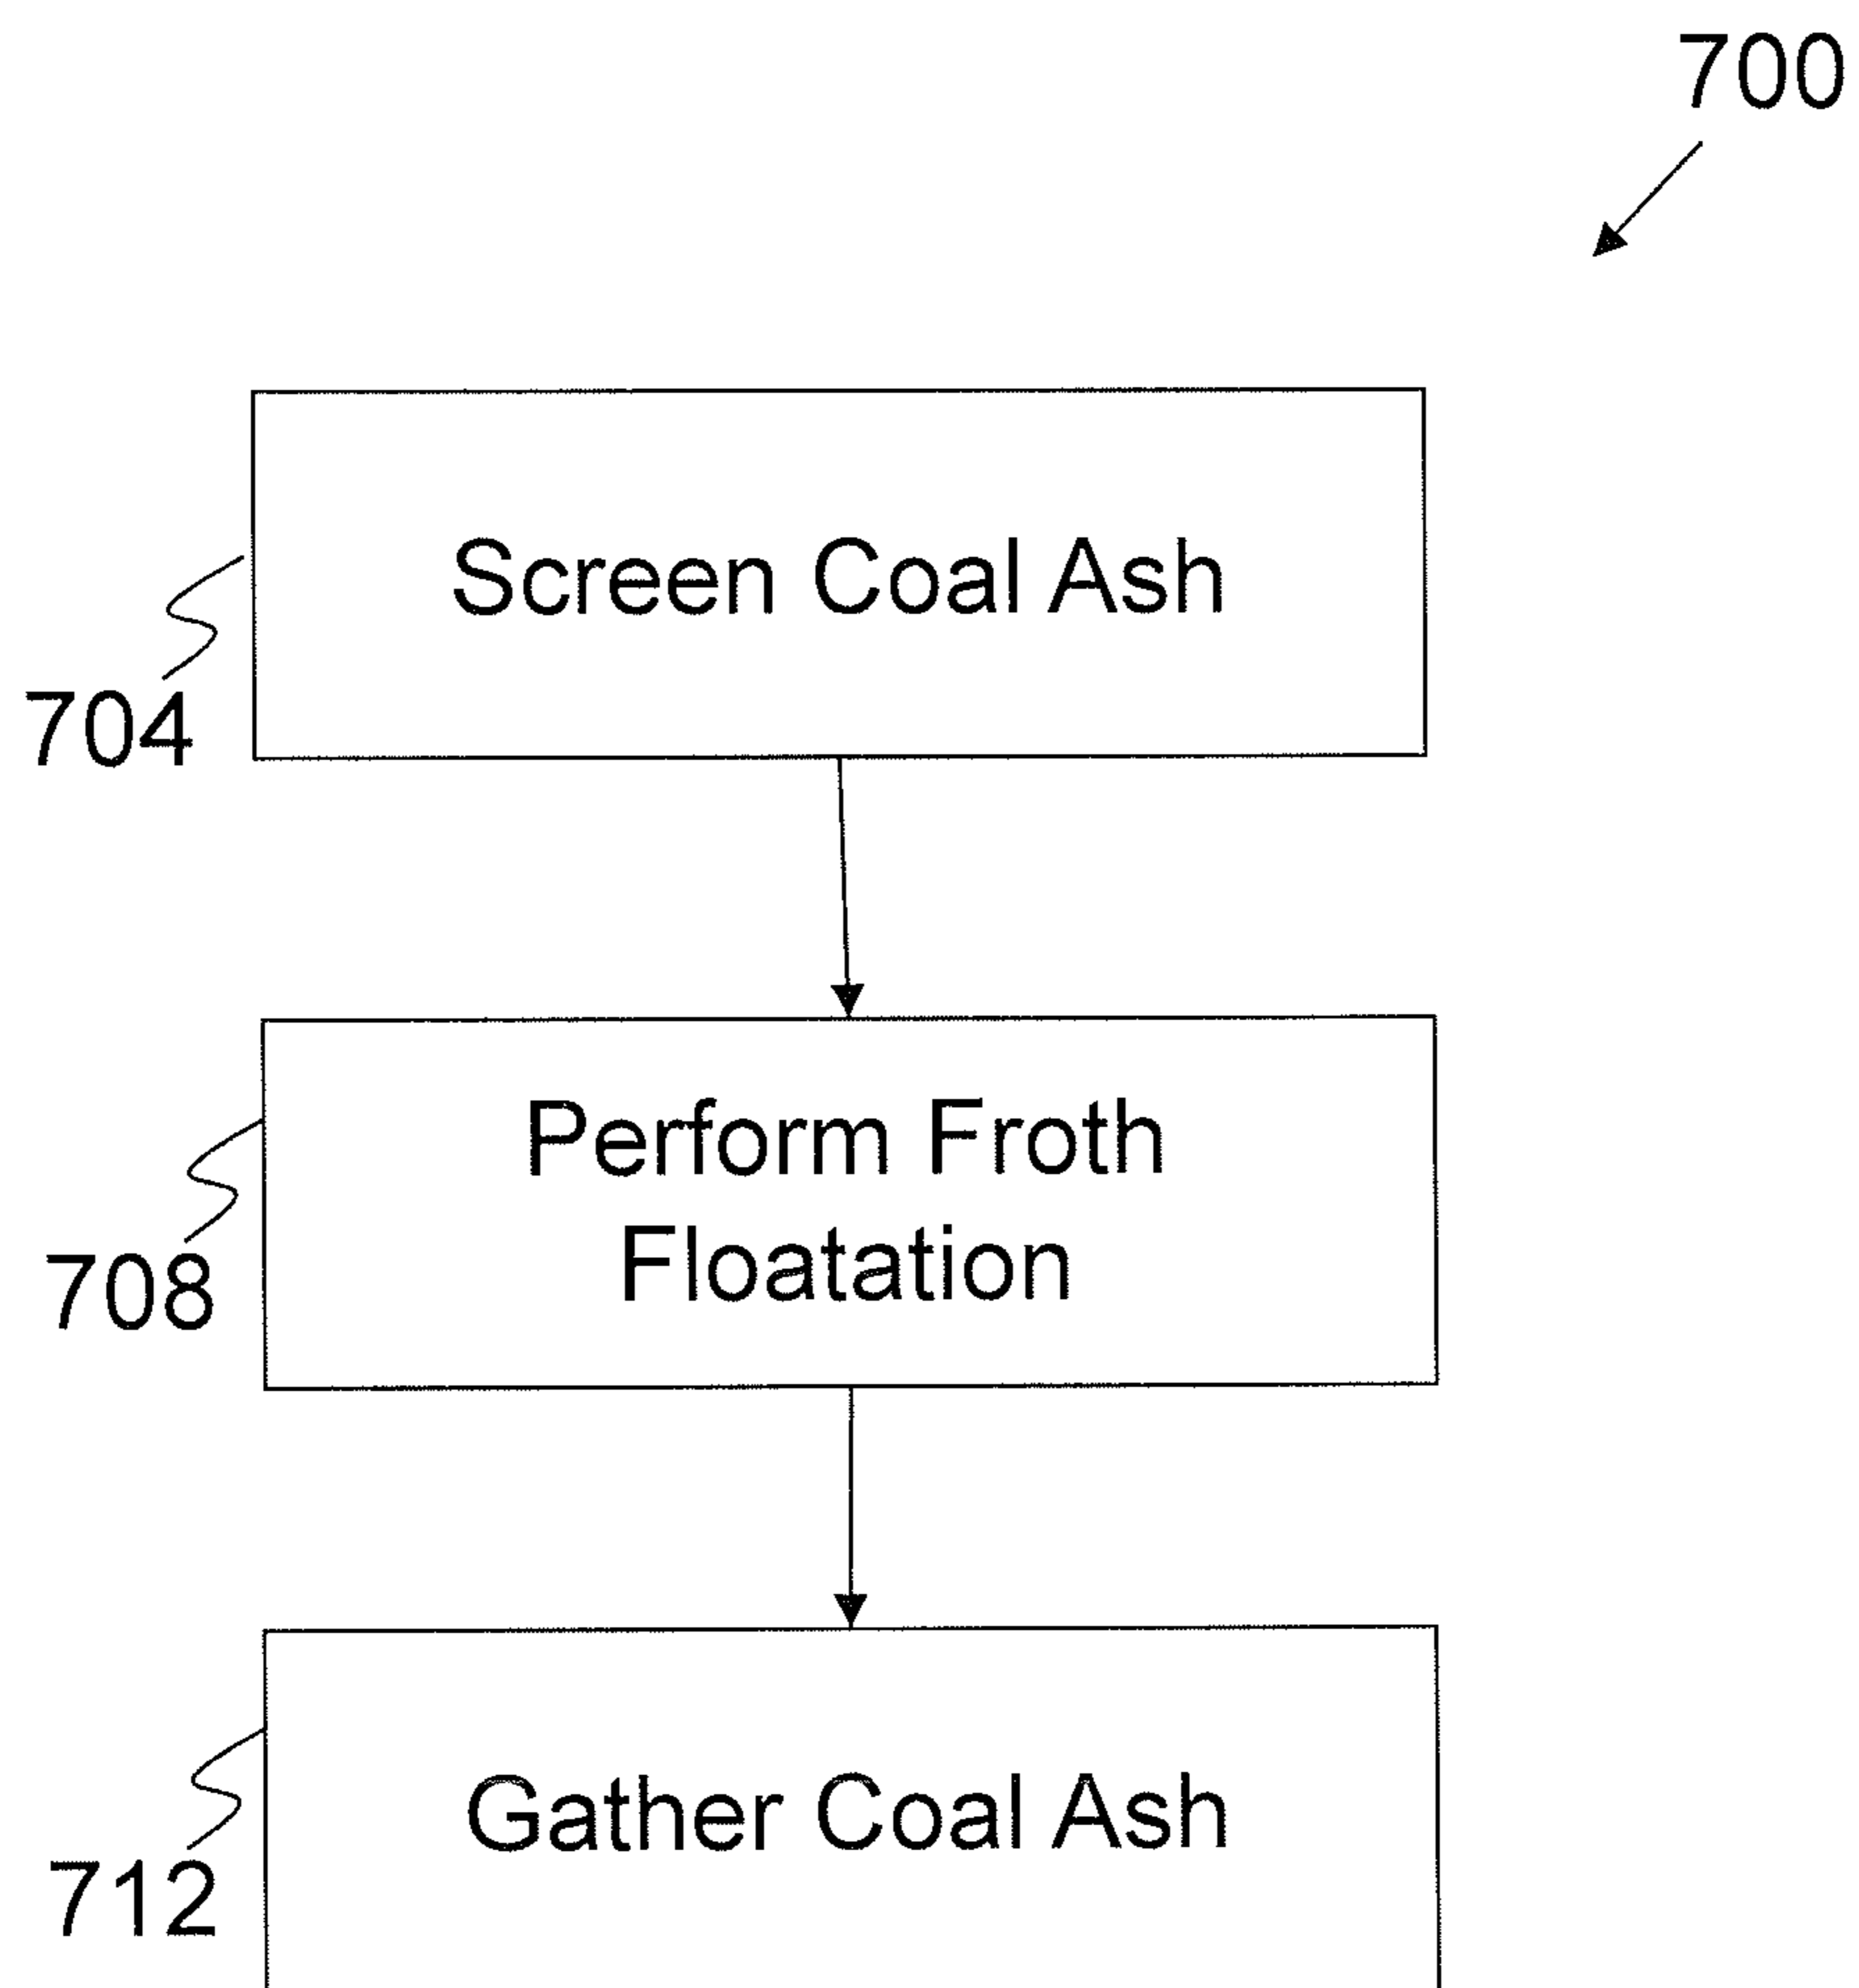 700
Screen Coal Ash
704
Perform Froth
Floatation
708
Gather Coal Ash
712